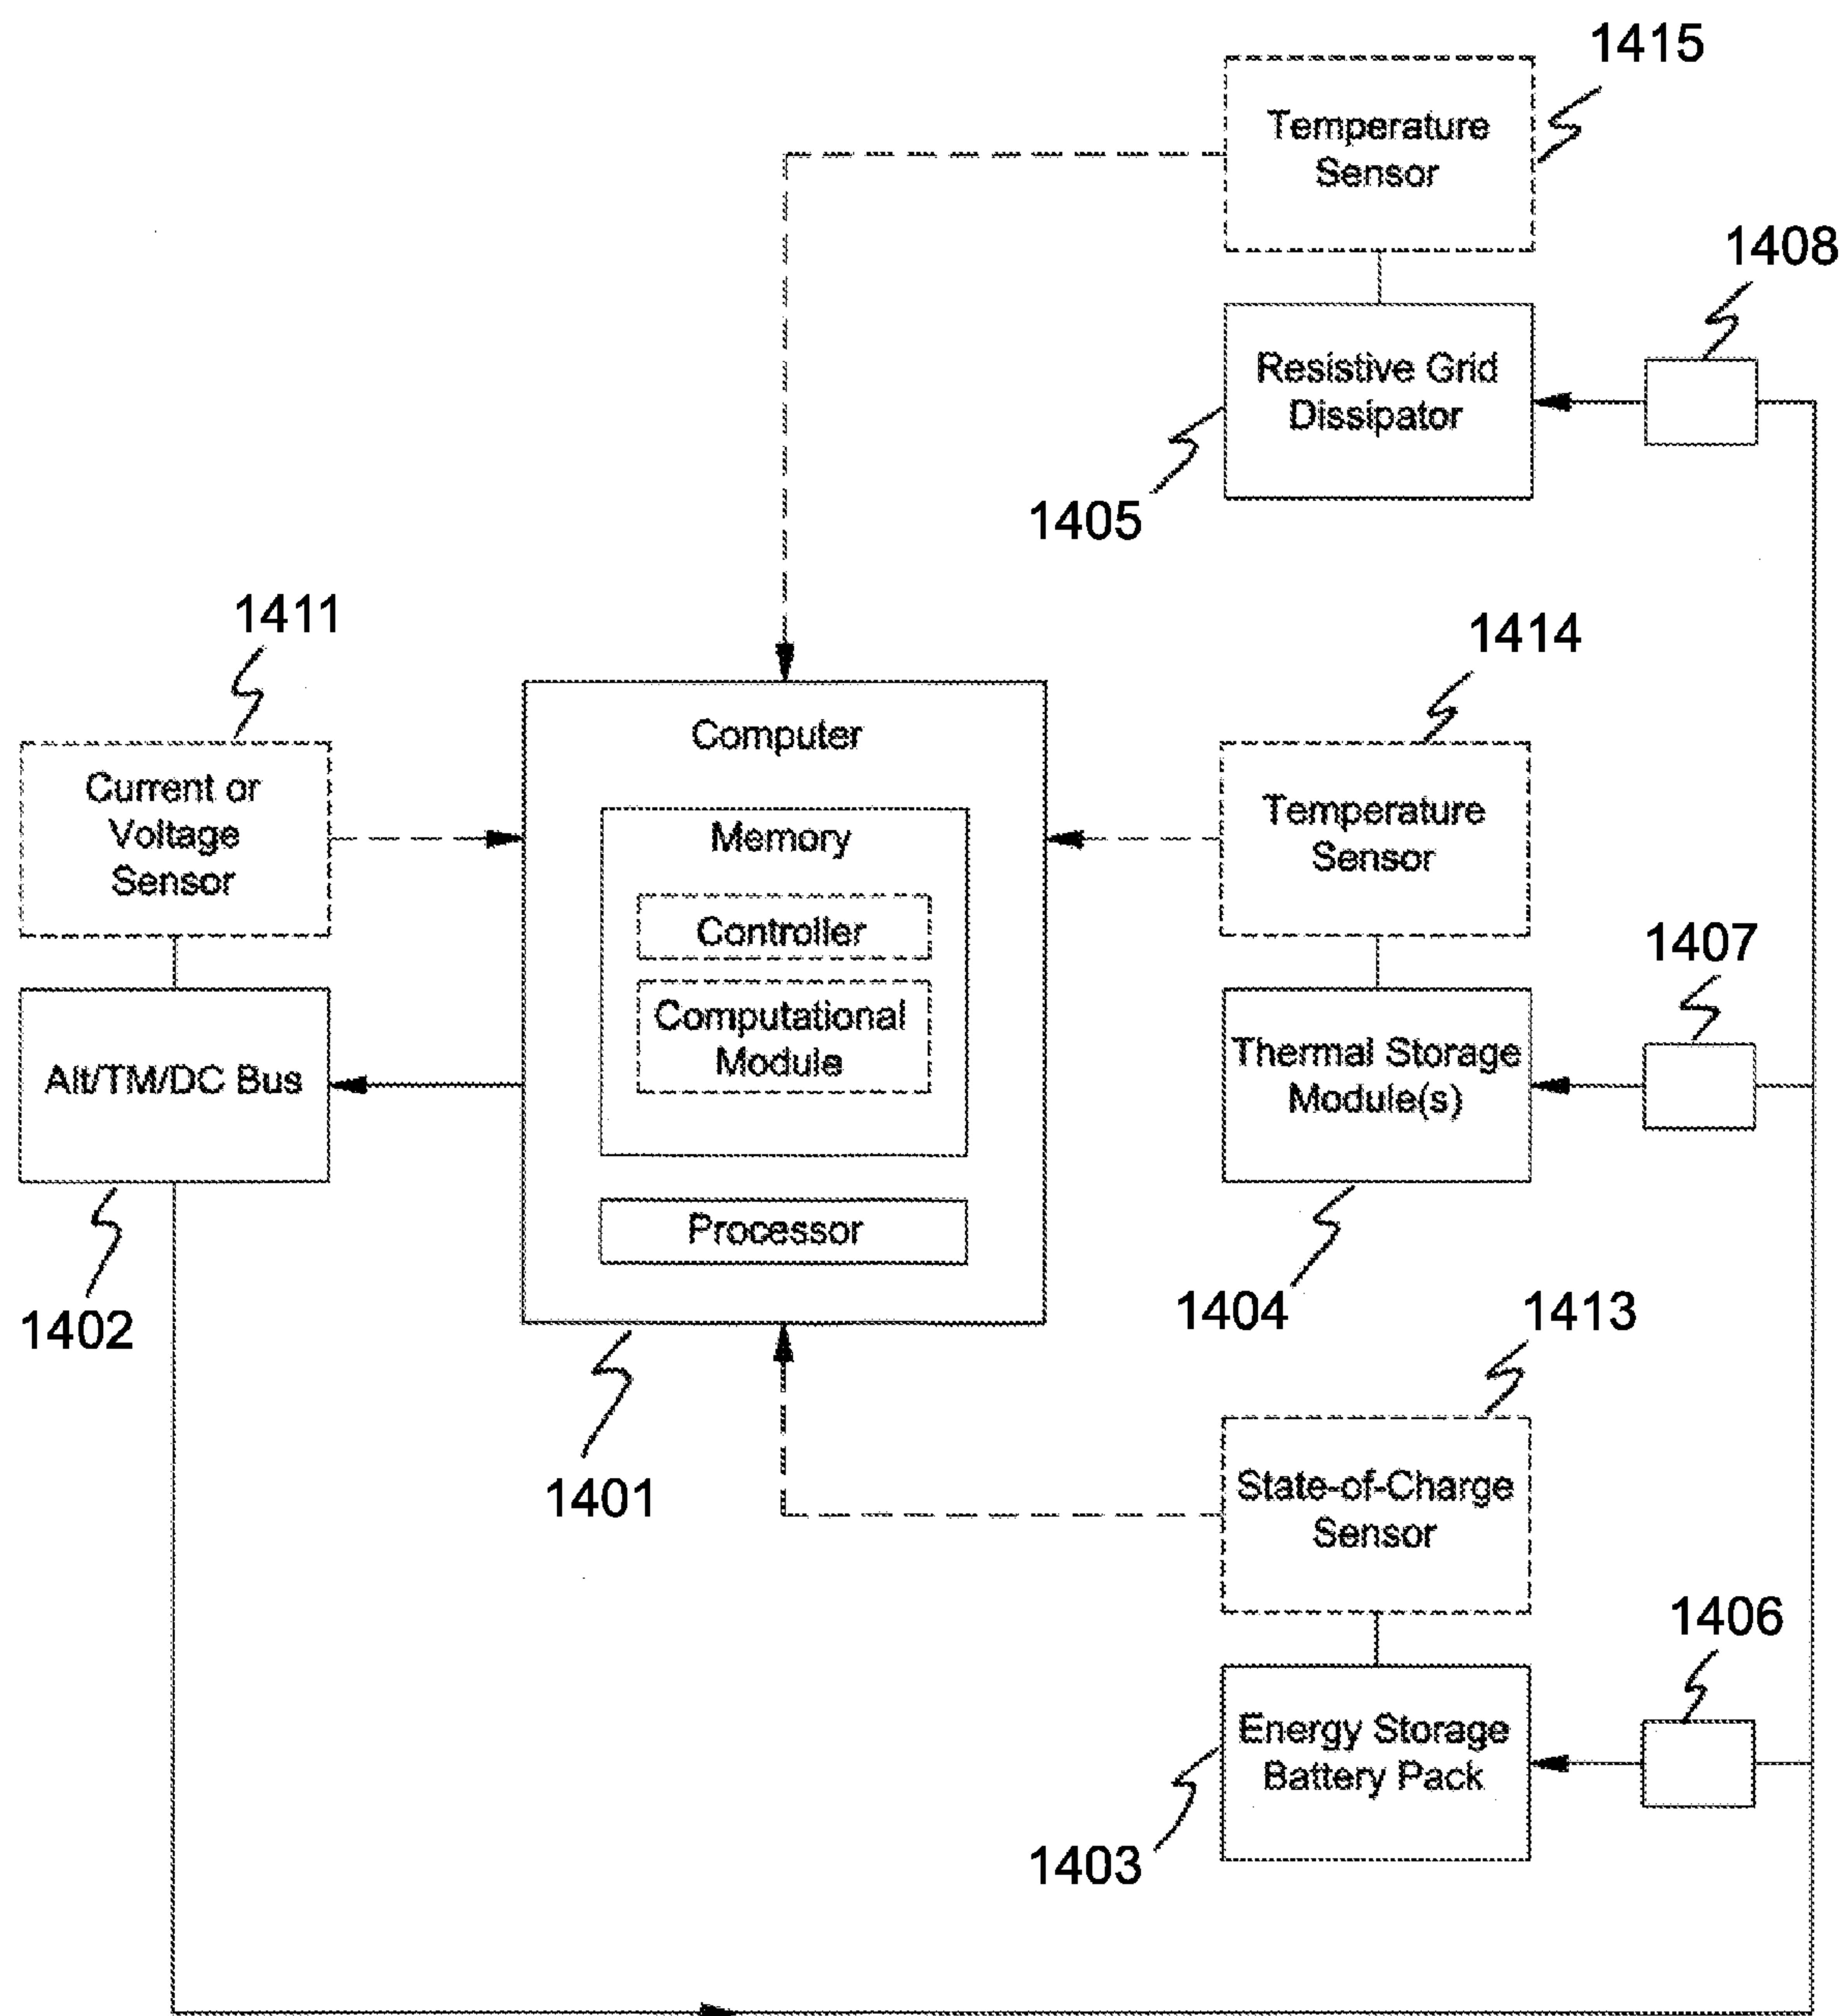 1415
Temperature
Sensor
1408
Resistive Grid
Dissipator
1405
1411
1414
Current or
Voltage
Sensor
Computer
Memory
Controller
Computational
Module
Processor
Temperature
Sensor
1407
Alt/TM/DC Bus
Thermal Storage
Module(s)
1402
1401
1404
1413
State-of-Charge
Sensor
1406
Energy Storage
Battery Pack
1403